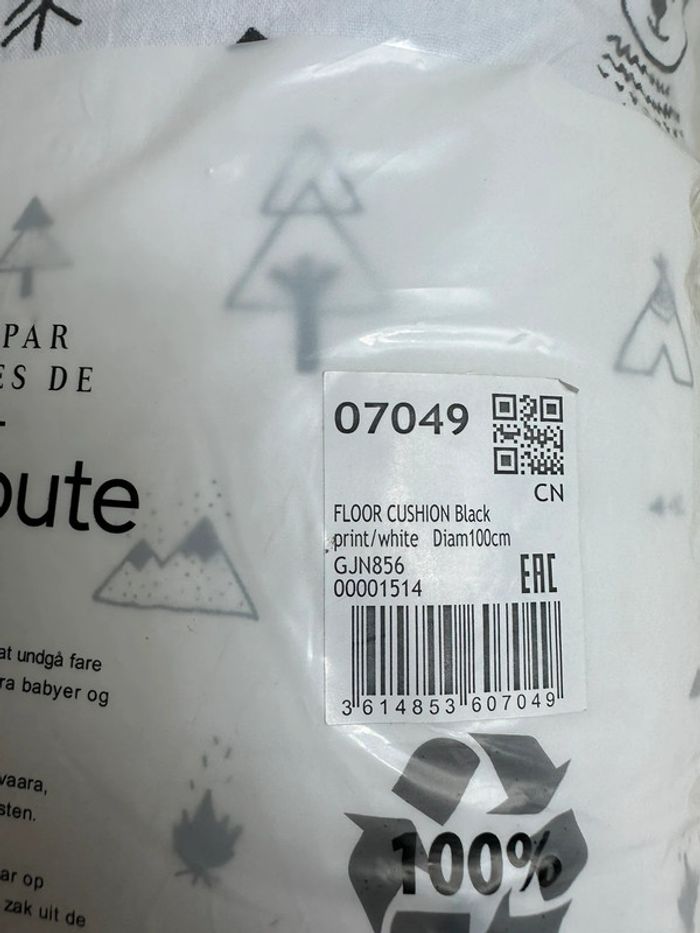 PAR
ES DE
oute
07049
CN
FLOOR CUSHION Black
print/white Diam100cm
GJN856
00001514
EAC
3 614853 607049
at undgå fare
ra babyer og
vaara,
sten.
ar op
zak uit de
100%